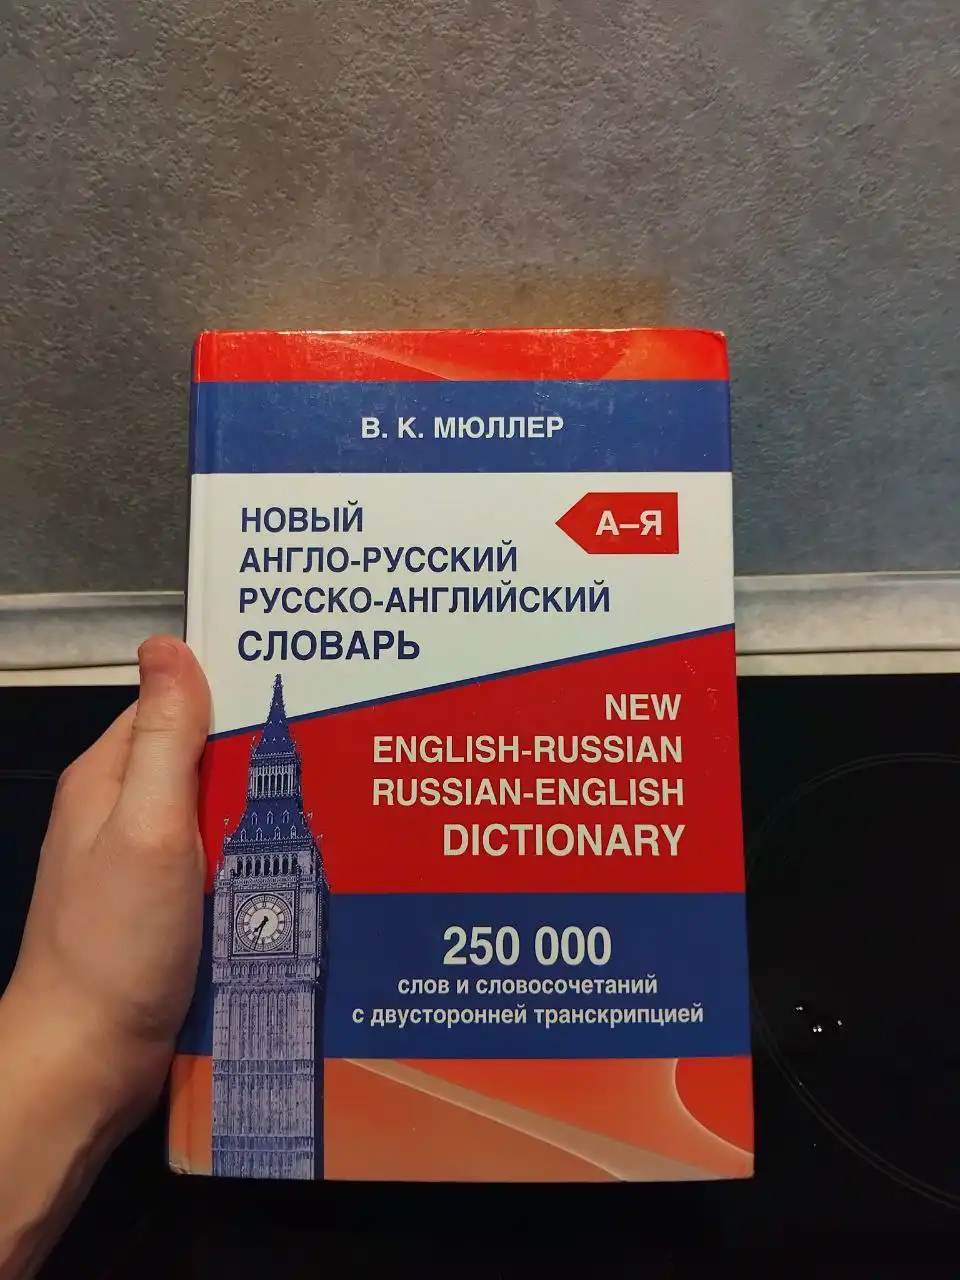 В. К. МЮЛЛЕР
НОВЫЙ
АНГЛО-РУССКИЙ
РУССКО-АНГЛИЙСКИЙ
СЛОВАРЬ
А–Я
NEW
ENGLISH-RUSSIAN
RUSSIAN-ENGLISH
DICTIONARY
250 000
слов и словосочетаний
с двусторонней транскрипцией